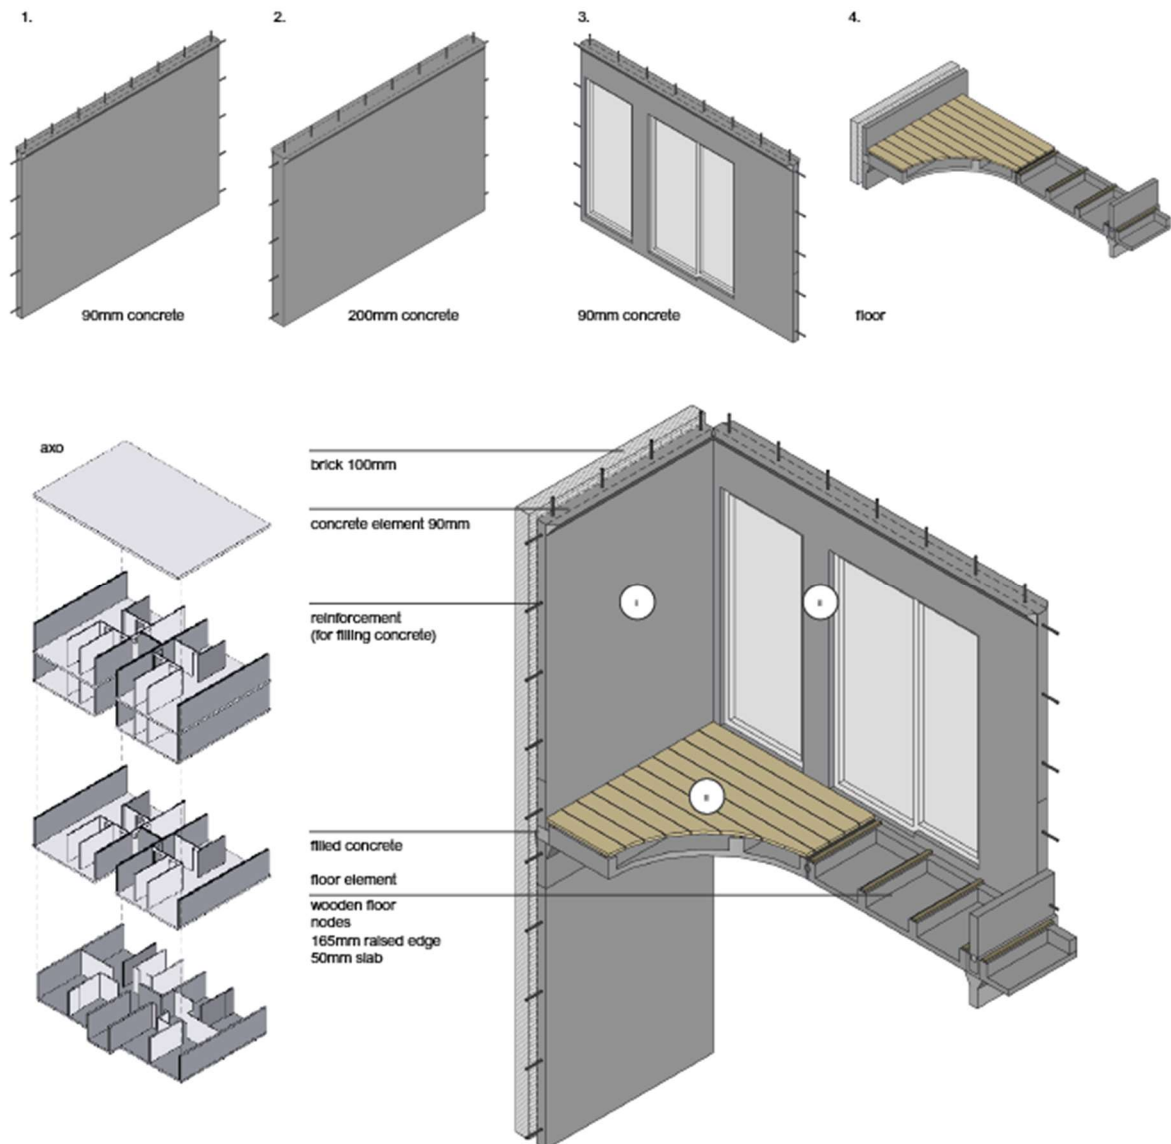 1.
2.
3.
4.
90mm concrete
200mm concrete
90mm concrete
floor
axo
brick 100mm
concrete element 90mm
reinforcement
(for filling concrete)
filled concrete
floor element
wooden floor
nodes
165mm raised edge
50mm slab